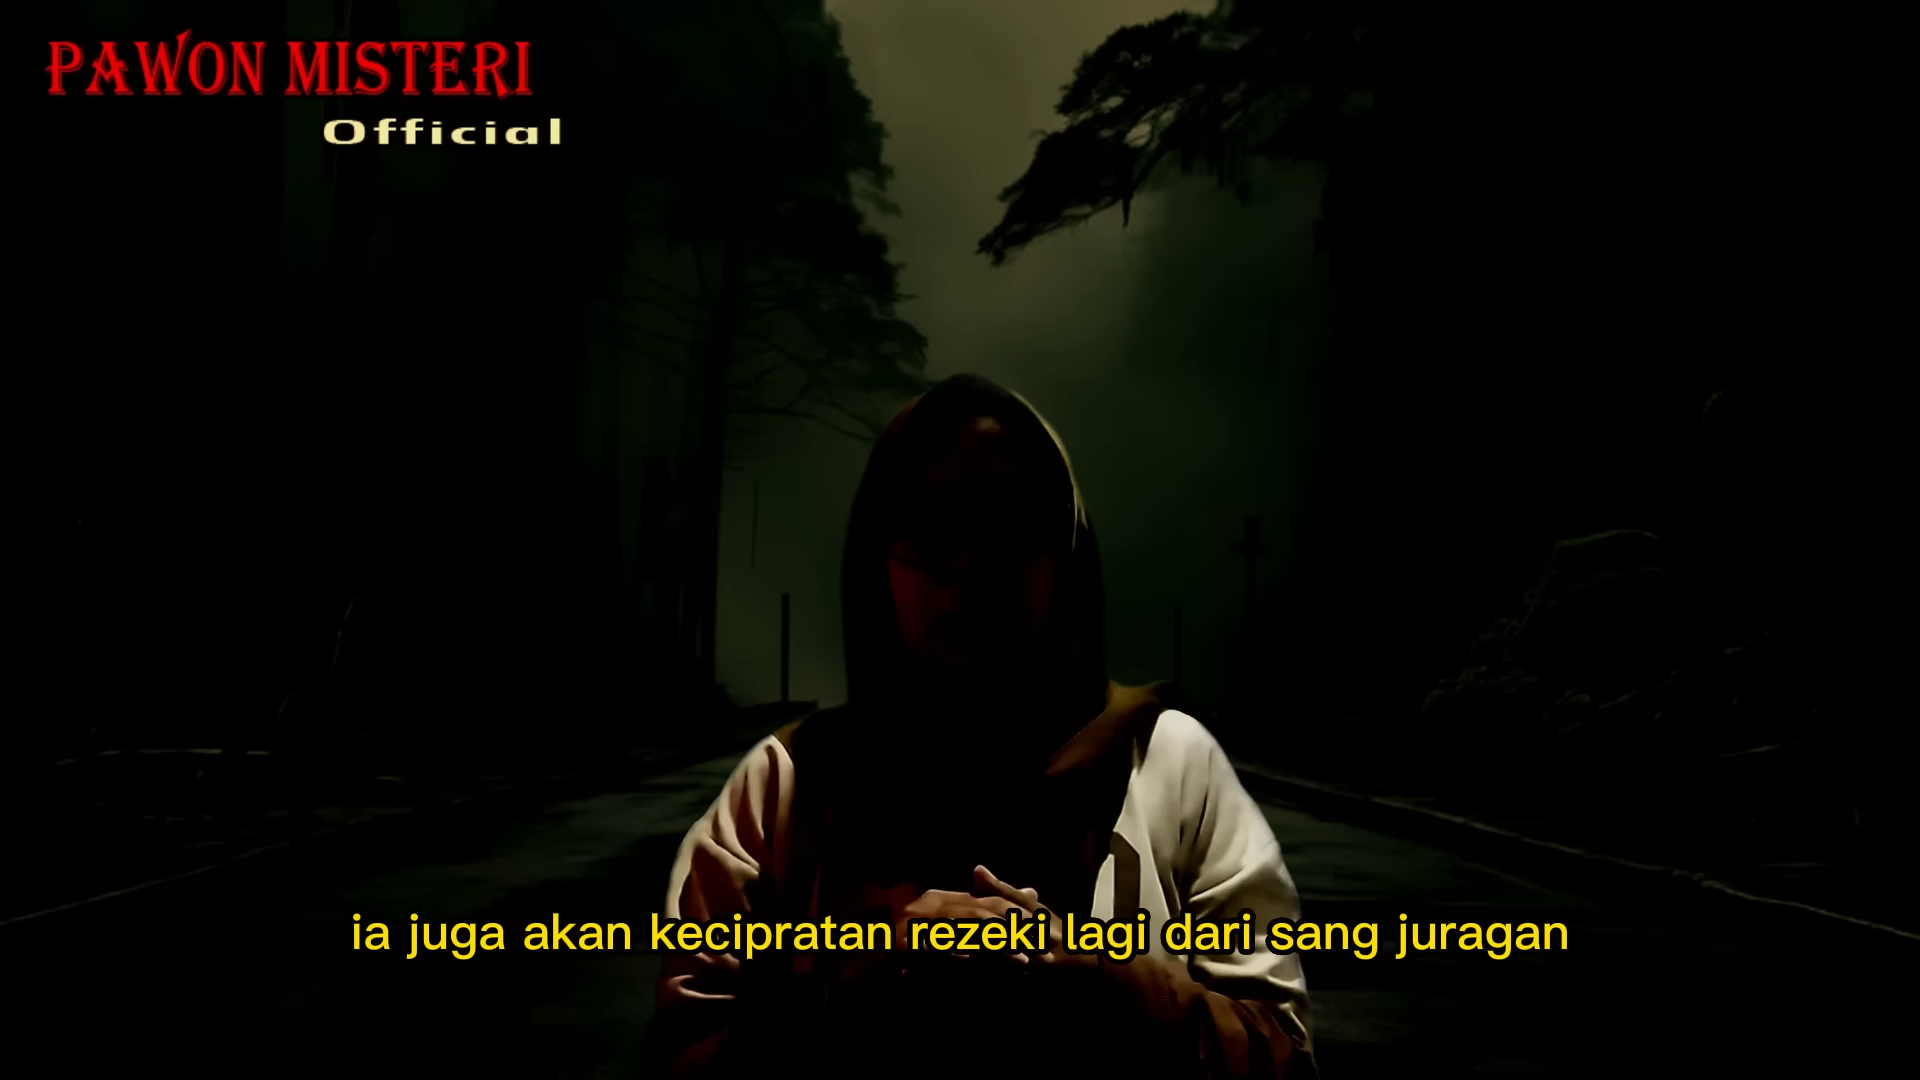 PAWON MISTERI
Official
ia juga akan kecipratan rezeki lagi dari sang juragan